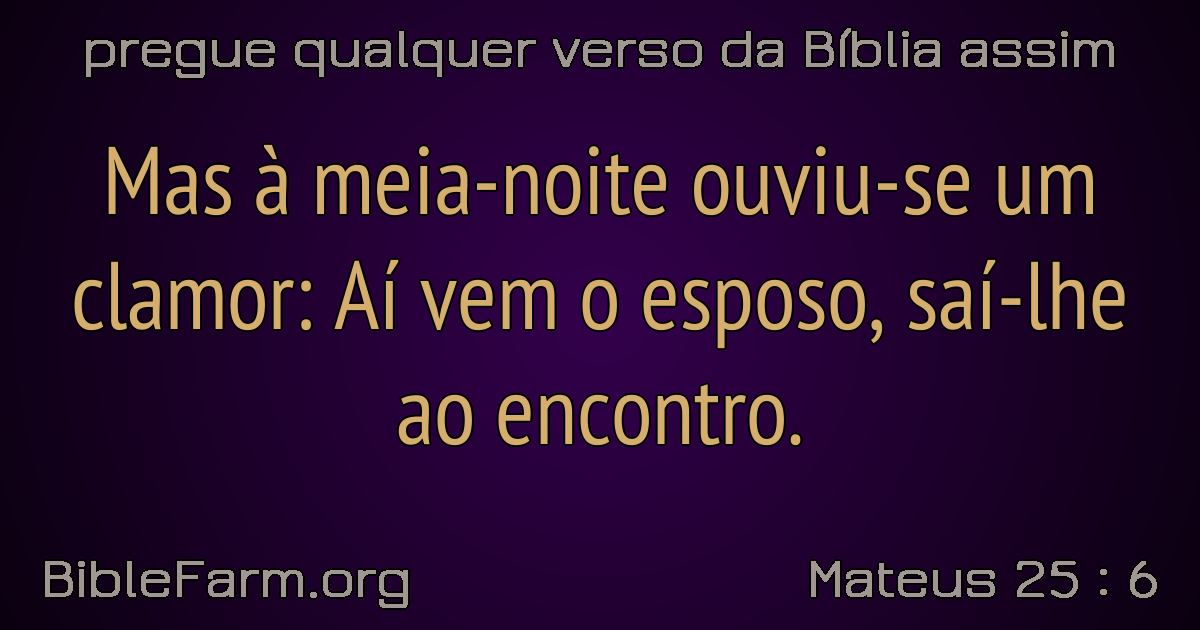 pregue qualquer verso da Bíblia assim
Mas à meia-noite ouviu-se um
clamor: Aí vem o esposo, saí-lhe
ao encontro.
BibleFarm.org
Mateus 25 : 6